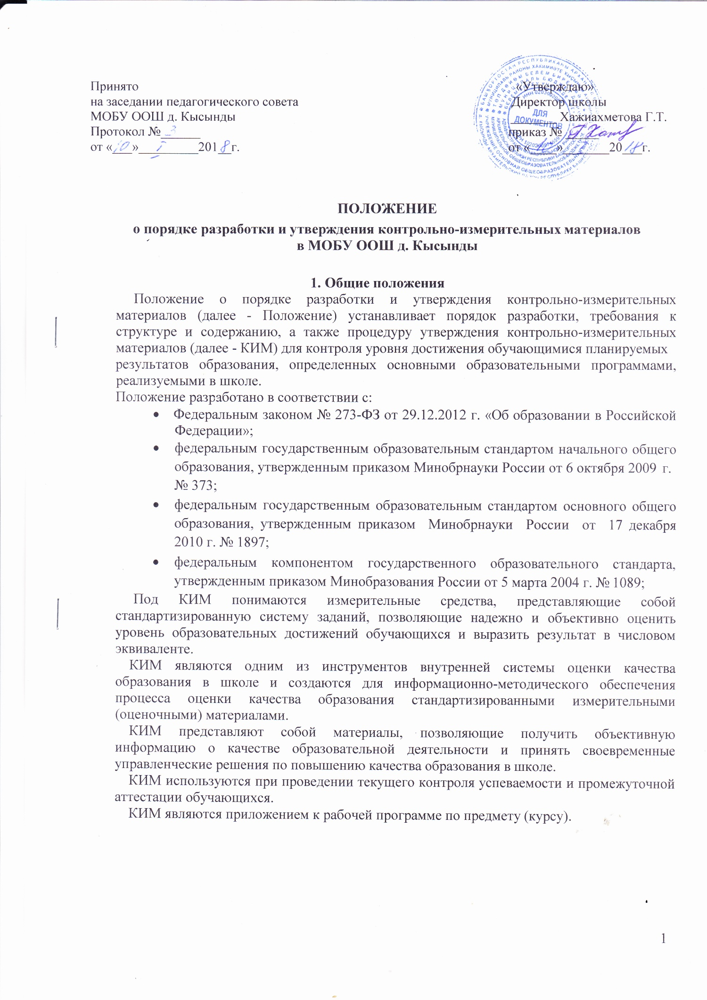 Принято
на заседании педагогического совета
МОБУ ООШ д. Кысынды
Протокол № 3
от «10» I 2018г.
«Утверждаю»
Директор школы
Хажиахметова Г.Т.
приказ №
от « » 2018г.
ДЛЯ
ДОКУМЕНТОВ
ПОЛОЖЕНИЕ
о порядке разработки и утверждения контрольно-измерительных материалов
в МОБУ ООШ д. Кысынды
1. Общие положения
Положение о порядке разработки и утверждения контрольно-измерительных
материалов (далее - Положение) устанавливает порядок разработки, требования к
структуре и содержанию, а также процедуру утверждения контрольно-измерительных
материалов (далее - КИМ) для контроля уровня достижения обучающимися планируемых
результатов образования, определенных основными образовательными программами,
реализуемыми в школе.
Положение разработано в соответствии с:
• Федеральным законом № 273-ФЗ от 29.12.2012 г. «Об образовании в Российской
Федерации»;
• федеральным государственным образовательным стандартом начального общего
образования, утвержденным приказом Минобрнауки России от 6 октября 2009 г.
№ 373;
• федеральным государственным образовательным стандартом основного общего
образования, утвержденным приказом Минобрнауки России от 17 декабря
2010 г. № 1897;
• федеральным компонентом государственного образовательного стандарта,
утвержденным приказом Минобразования России от 5 марта 2004 г. № 1089;
Под КИМ понимаются измерительные средства, представляющие собой
стандартизированную систему заданий, позволяющие надежно и объективно оценить
уровень образовательных достижений обучающихся и выразить результат в числовом
эквиваленте.
КИМ являются одним из инструментов внутренней системы оценки качества
образования в школе и создаются для информационно-методического обеспечения
процесса оценки качества образования стандартизированными измерительными
(оценочными) материалами.
КИМ представляют собой материалы, позволяющие получить объективную
информацию о качестве образовательной деятельности и принять своевременные
управленческие решения по повышению качества образования в школе.
КИМ используются при проведении текущего контроля успеваемости и промежуточной
аттестации обучающихся.
КИМ являются приложением к рабочей программе по предмету (курсу).
1